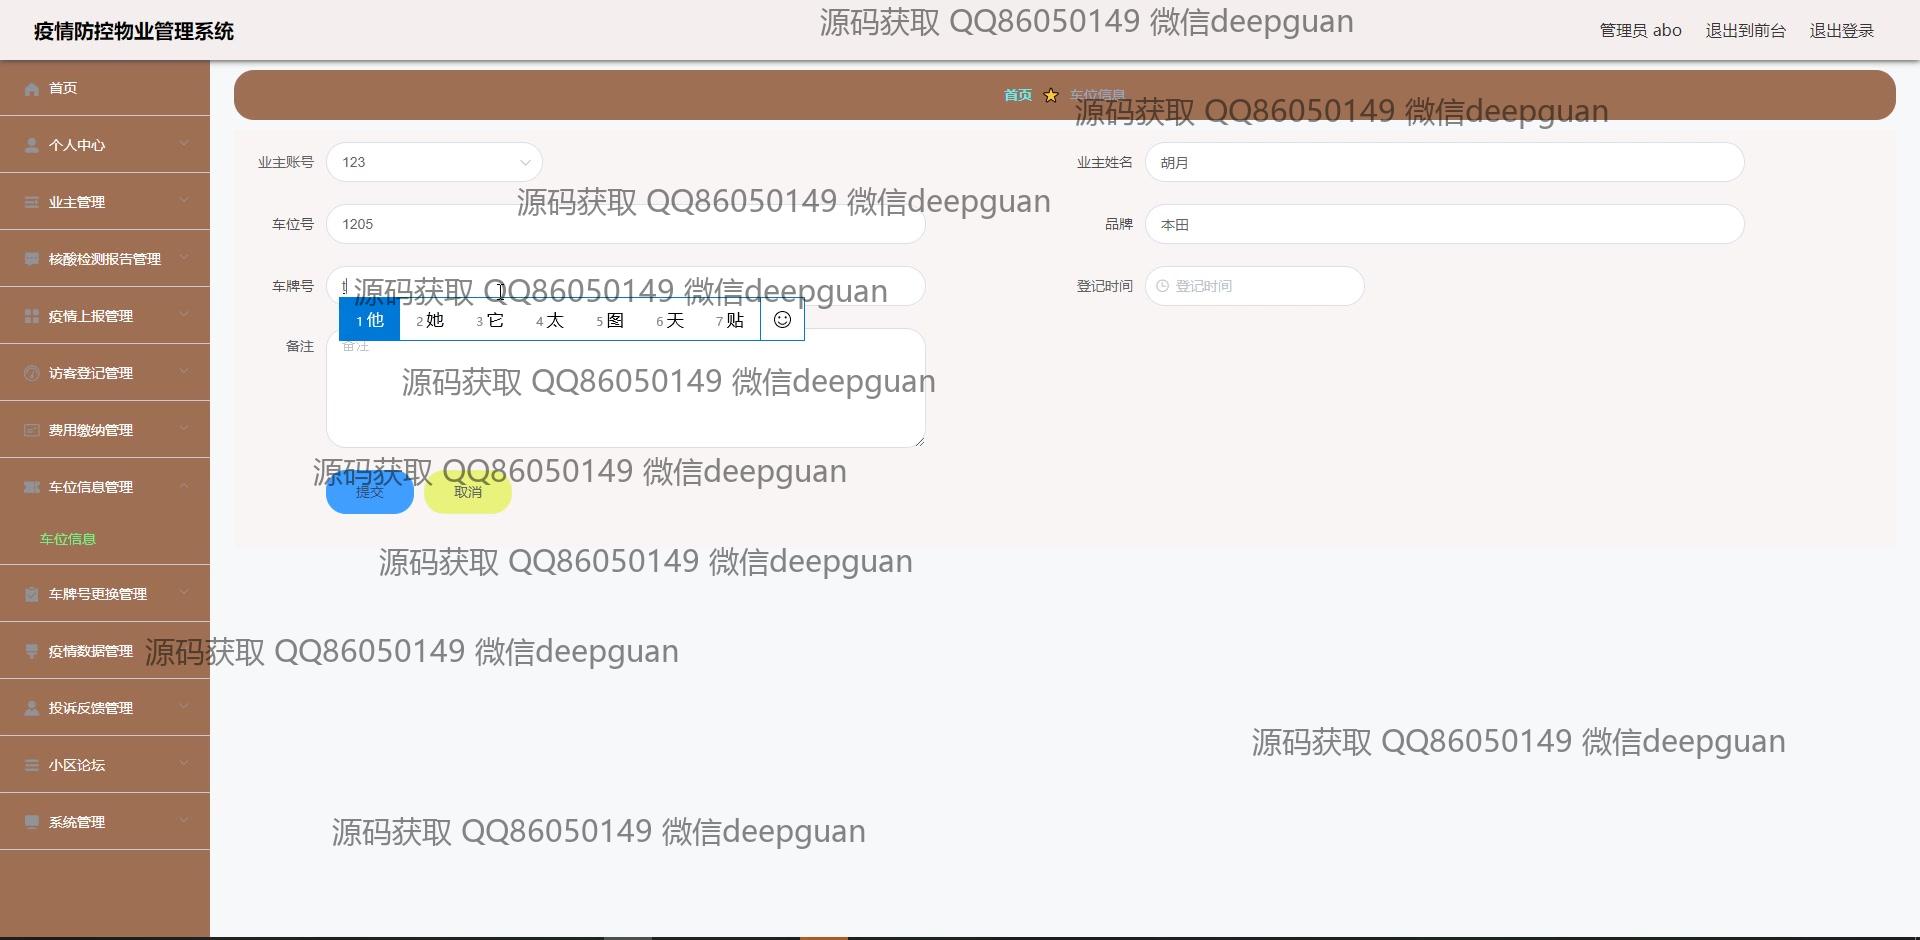 疫情防控物业管理系统
源码获取 QQ86050149 微信deepguan
管理员 abo 退出到前台 退出登录
首页
首页 车位信息
源码获取 QQ86050149 微信deepguan
个人中心
业主账号 123
业主姓名 胡月
业主管理
源码获取 QQ86050149 微信deepguan
车位号 1205
品牌 本田
核酸检测报告管理
车牌号 t
源码获取 QQ86050149 微信deepguan
登记时间 登记时间
疫情上报管理
1 他 2 她 3 它 4 太 5 图 6 天 7 贴
备注 备注
访客登记管理
源码获取 QQ86050149 微信deepguan
费用缴纳管理
源码获取 QQ86050149 微信deepguan
车位信息管理
提交 取消
车位信息
源码获取 QQ86050149 微信deepguan
车牌号更换管理
疫情数据管理
源码获取 QQ86050149 微信deepguan
投诉反馈管理
源码获取 QQ86050149 微信deepguan
小区论坛
系统管理
源码获取 QQ86050149 微信deepguan